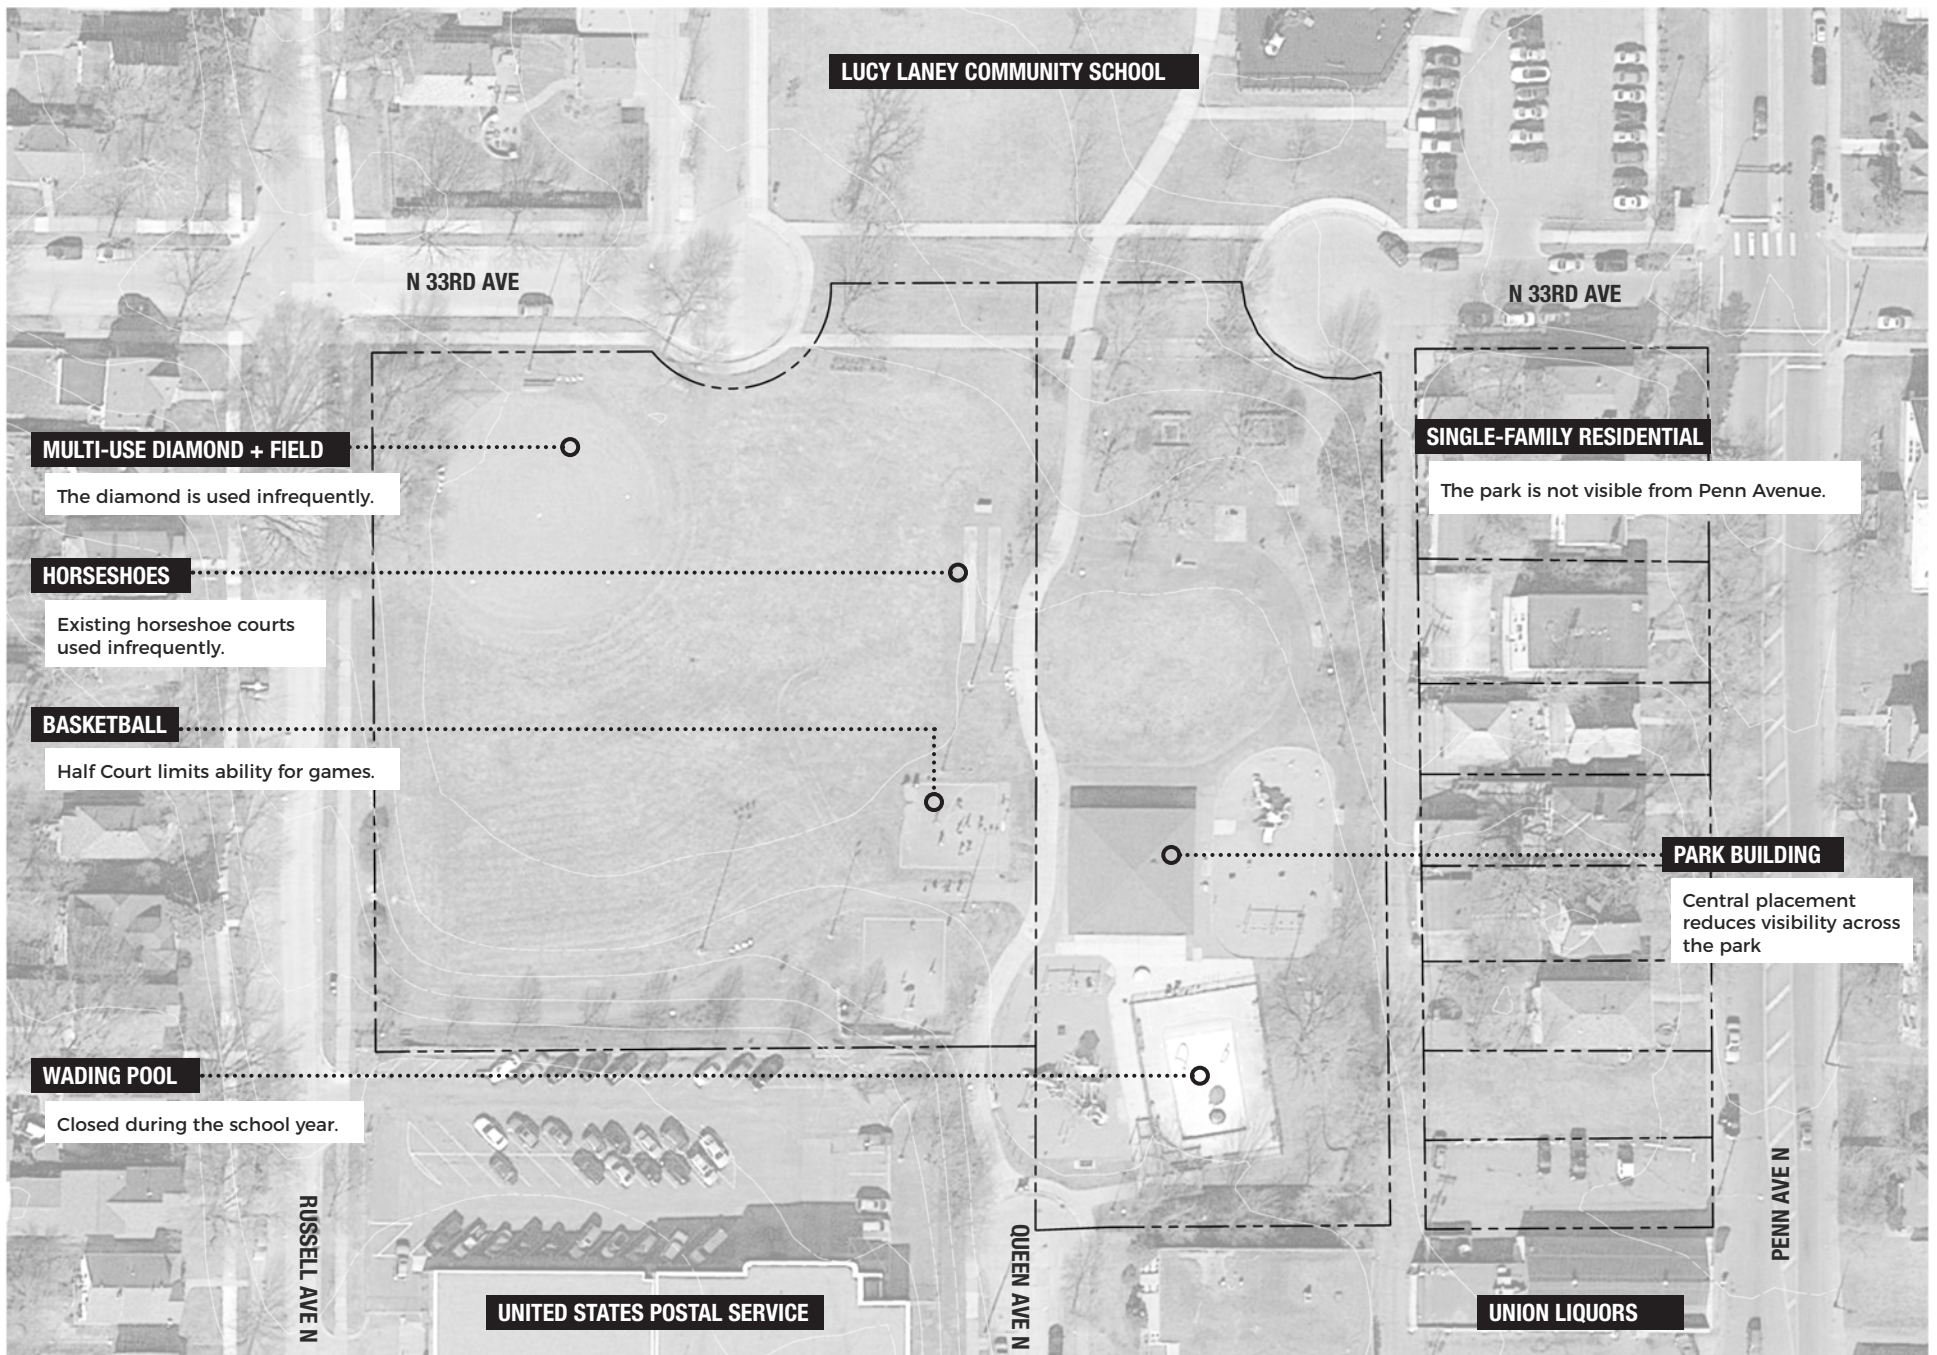 LUCY LANEY COMMUNITY SCHOOL
N 33RD AVE
N 33RD AVE
MULTI-USE DIAMOND + FIELD
The diamond is used infrequently.
SINGLE-FAMILY RESIDENTIAL
The park is not visible from Penn Avenue.
HORSESHOES
Existing horseshoe courts
used infrequently.
BASKETBALL
Half Court limits ability for games.
PARK BUILDING
Central placement
reduces visibility across
the park
WADING POOL
Closed during the school year.
RUSSELL AVE N
QUEEN AVE N
PENN AVE N
UNITED STATES POSTAL SERVICE
UNION LIQUORS